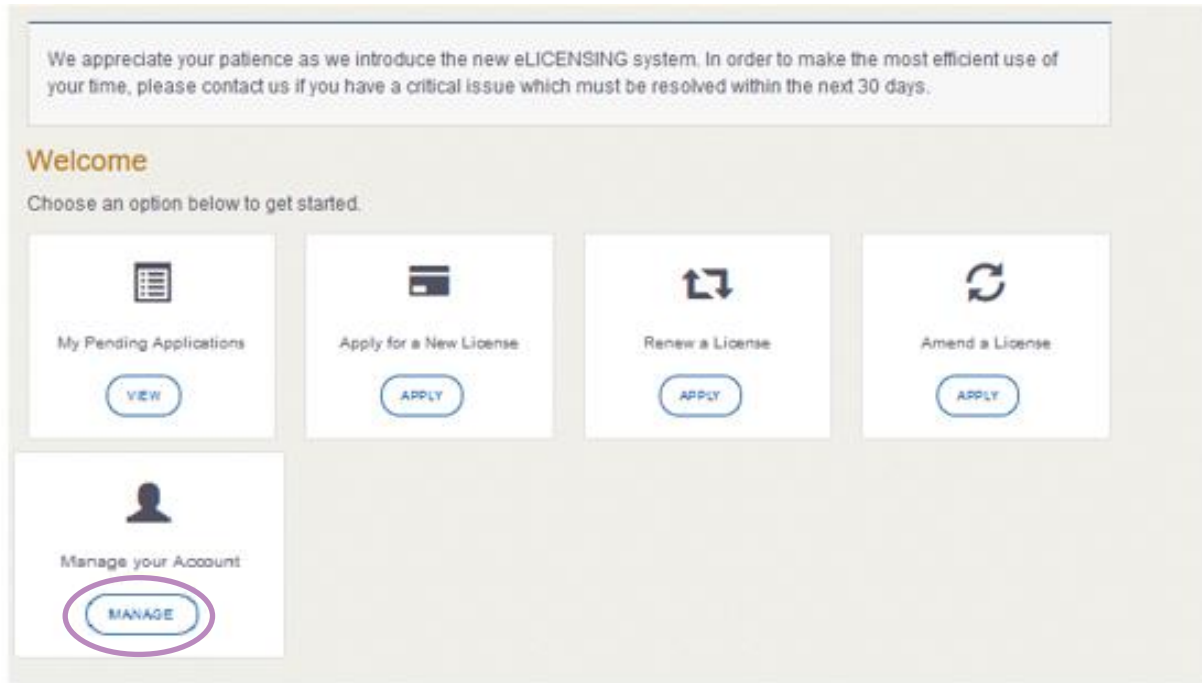 We appreciate your patience as we introduce the new eLICENSING system. In order to make the most efficient use of
your time, please contact us if you have a critical issue which must be resolved within the next 30 days.
Welcome
Choose an option below to get started.
My Pending Applications
VIEW
Apply for a New License
APPLY
Renew a License
APPLY
Amend a License
APPLY
Manage your Account
MANAGE